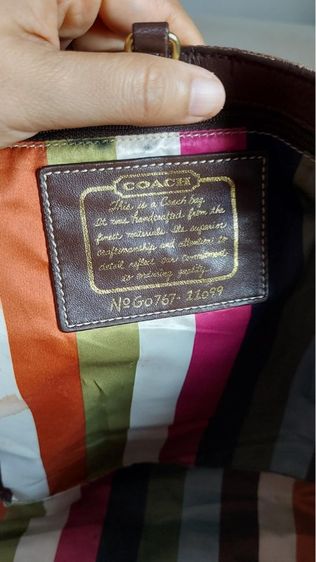 COACH
This is a Coach bag.
It was handcrafted from the
finest materials. Its superior
craftsmanship and attention to
detail reflect our commitment
to enduring quality.
Nº G0767-11699